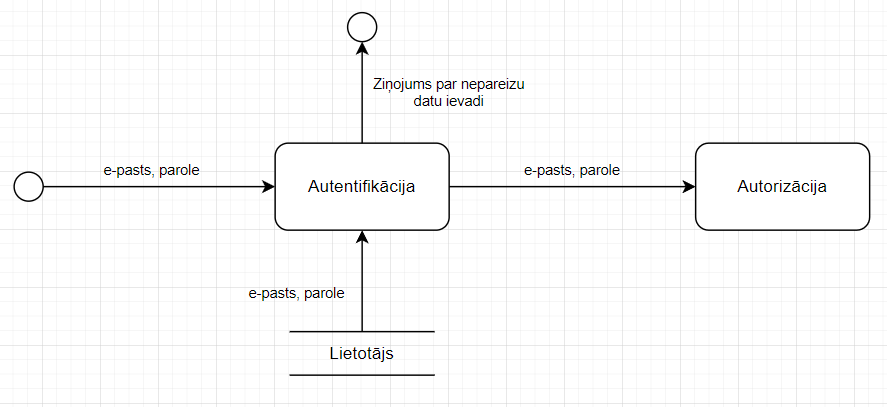 Ziņojums par nepareizu
datu ievadi
e-pasts, parole
e-pasts, parole
Autentifikācija
Autorizācija
e-pasts, parole
Lietotājs